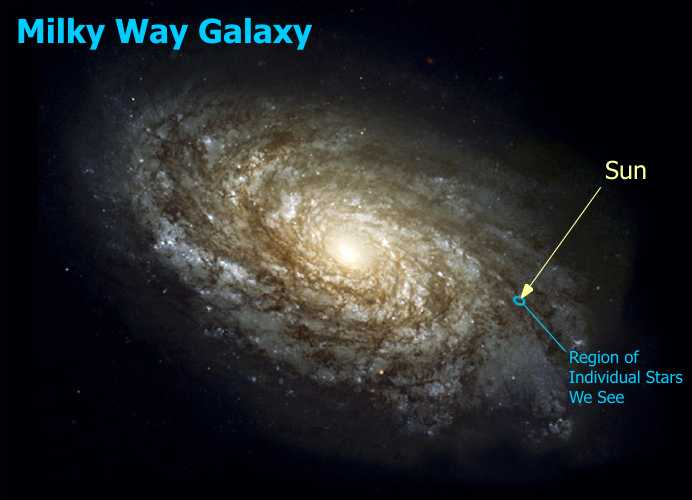 Milky Way Galaxy
Sun
Region of
Individual Stars
We See